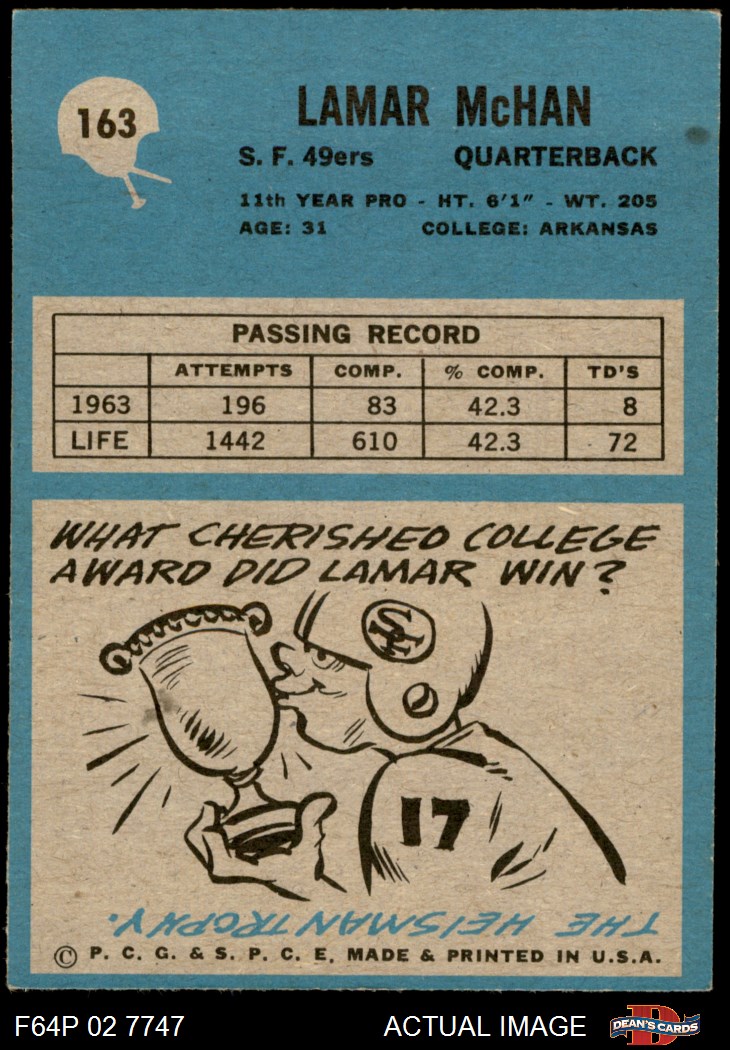 163
LAMAR McHAN
S. F. 49ers QUARTERBACK
11th YEAR PRO - HT. 6'1" - WT. 205
AGE: 31 COLLEGE: ARKANSAS
PASSING RECORD
ATTEMPTS COMP. % COMP. TD'S
1963 196 83 42.3 8
LIFE 1442 610 42.3 72
WHAT CHERISHED COLLEGE
AWARD DID LAMAR WIN?
SF
17
THE HEISMAN TROPHY.
© P. C. G. & S. P. C. E. MADE & PRINTED IN U.S.A.
F64P 02 7747 ACTUAL IMAGE D DEAN'S CARDS